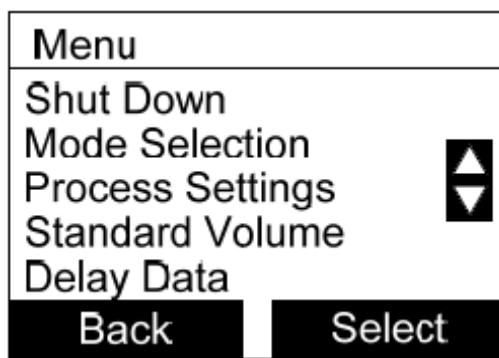 Menu
Shut Down
Mode Selection
Process Settings
Standard Volume
Delay Data
Back Select